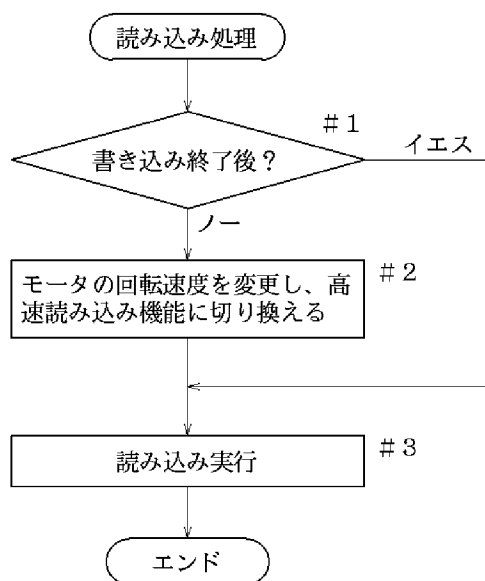 読み込み処理
＃1
書き込み終了後？
イエス
ノー
＃2
モータの回転速度を変更し、高
速読み込み機能に切り換える
＃3
読み込み実行
エンド